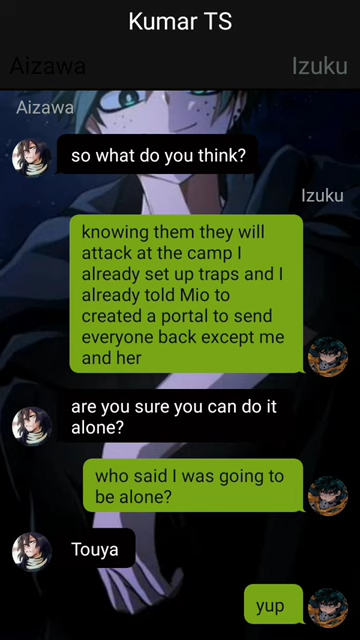 Kumar TS
Aizawa Izuku
Aizawa
so what do you think?
Izuku
knowing them they will
attack at the camp I
already set up traps and I
already told Mio to
created a portal to send
everyone back except me
and her
are you sure you can do it
alone?
who said I was going to
be alone?
Touya
yup